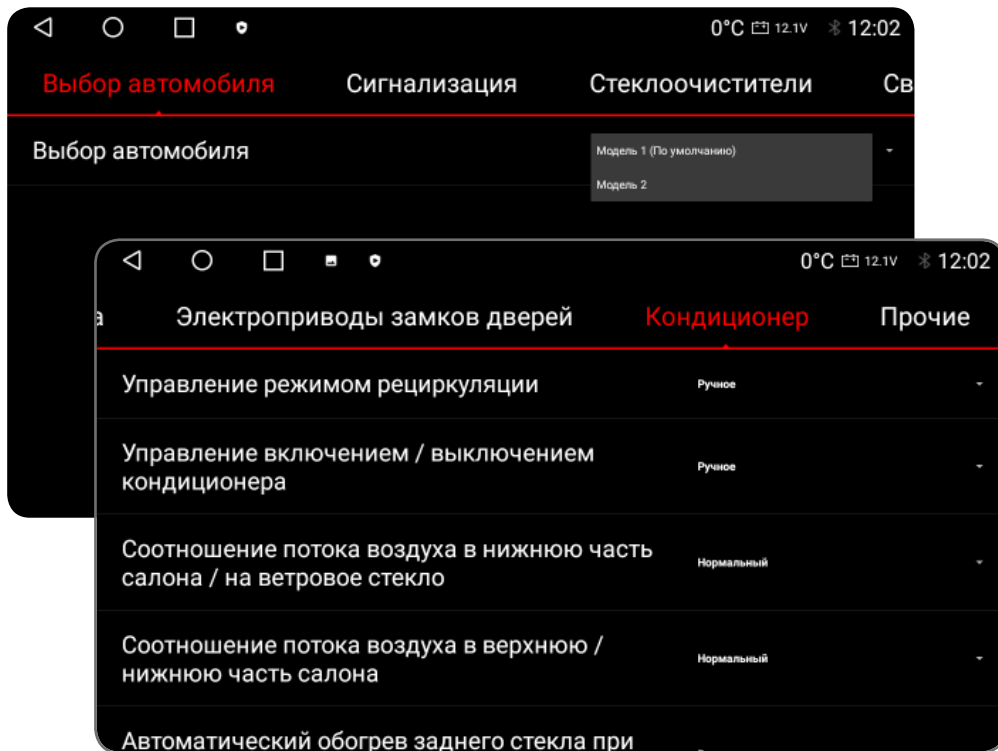 0°C 12.1V 12:02
Выбор автомобиля Сигнализация Стеклоочистители Св
Выбор автомобиля
Модель 1 (По умолчанию)
Модель 2
0°C 12.1V 12:02
а Электроприводы замков дверей Кондиционер Прочие
Управление режимом рециркуляции Ручное
Управление включением / выключением
кондиционера
Ручное
Соотношение потока воздуха в нижнюю часть
салона / на ветровое стекло
Нормальный
Соотношение потока воздуха в верхнюю /
нижнюю часть салона
Нормальный
Автоматический обогрев заднего стекла при